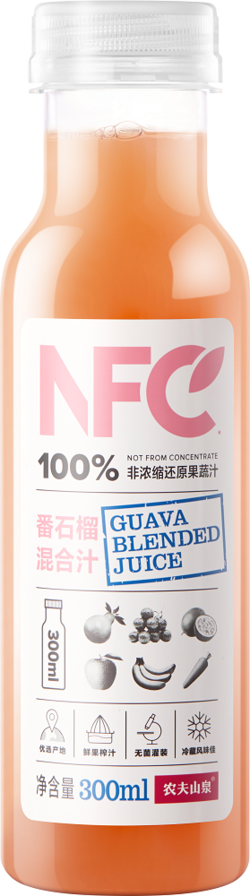 NFC
100%
NOT FROM CONCENTRATE
非浓缩还原果蔬汁
番石榴
混合汁
GUAVA
BLENDED
JUICE
300ml
优选产地
鲜果榨汁
无菌灌装
冷藏风味佳
净含量 300ml
农夫山泉®